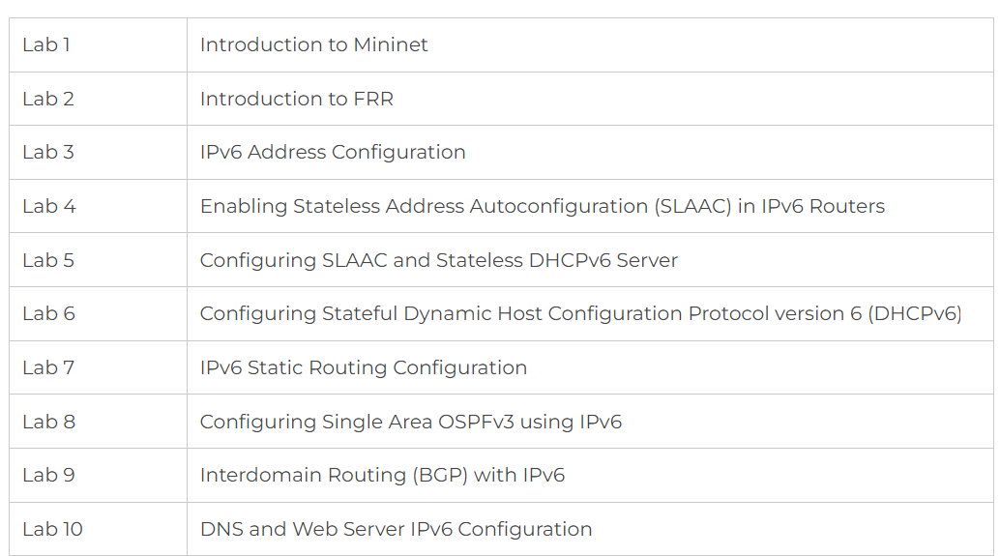 Lab 1 Introduction to Mininet
Lab 2 Introduction to FRR
Lab 3 IPv6 Address Configuration
Lab 4 Enabling Stateless Address Autoconfiguration (SLAAC) in IPv6 Routers
Lab 5 Configuring SLAAC and Stateless DHCPv6 Server
Lab 6 Configuring Stateful Dynamic Host Configuration Protocol version 6 (DHCPv6)
Lab 7 IPv6 Static Routing Configuration
Lab 8 Configuring Single Area OSPFv3 using IPv6
Lab 9 Interdomain Routing (BGP) with IPv6
Lab 10 DNS and Web Server IPv6 Configuration